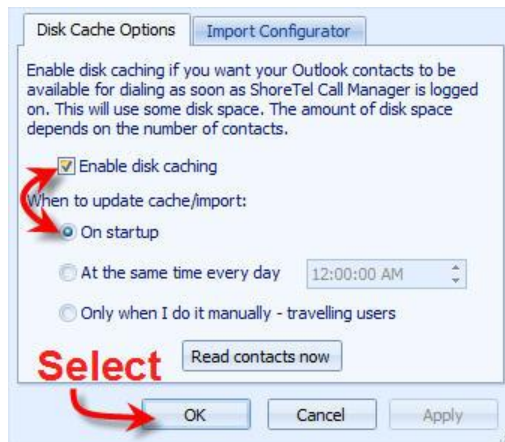 Disk Cache Options
Import Configurator
Enable disk caching if you want your Outlook contacts to be
available for dialing as soon as ShoreTel Call Manager is logged
on. This will use some disk space. The amount of disk space
depends on the number of contacts.
Enable disk caching
When to update cache/import:
On startup
At the same time every day
12:00:00 AM
Only when I do it manually - travelling users
Read contacts now
Select
OK
Cancel
Apply